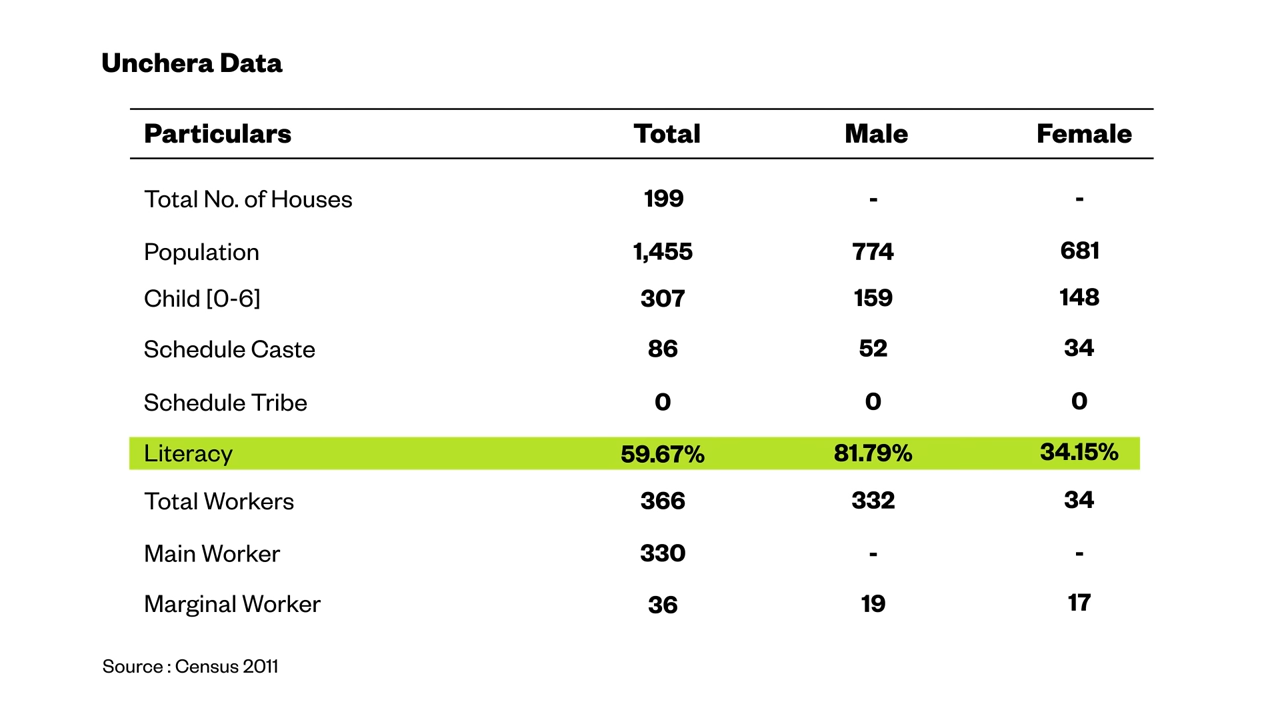 Unchera Data
Particulars Total Male Female
Total No. of Houses 199 - -
Population 1,455 774 681
Child [0-6] 307 159 148
Schedule Caste 86 52 34
Schedule Tribe 0 0 0
Literacy 59.67% 81.79% 34.15%
Total Workers 366 332 34
Main Worker 330 - -
Marginal Worker 36 19 17
Source : Census 2011